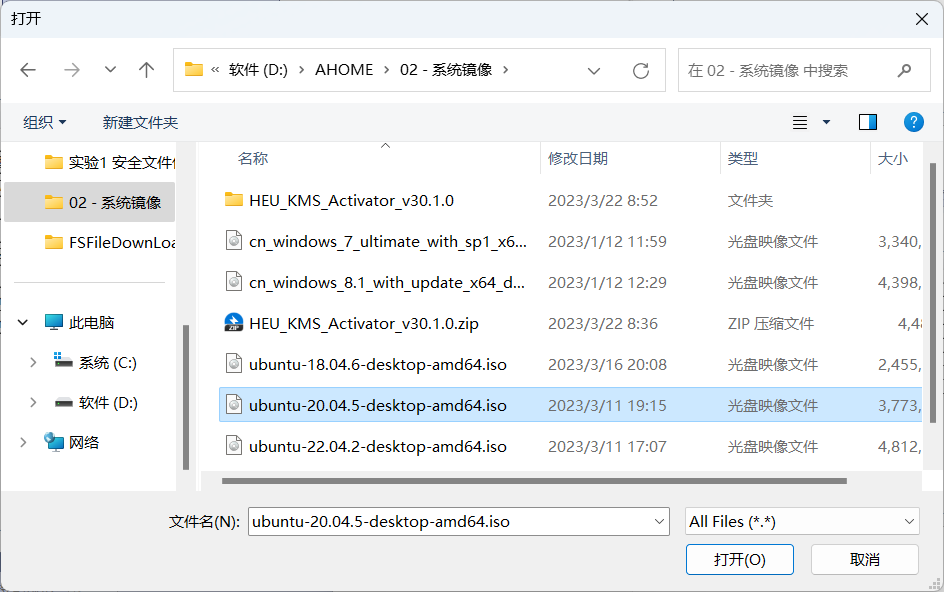 打开
« 软件 (D:) › AHOME › 02 - 系统镜像 ›
在 02 - 系统镜像 中搜索
组织 新建文件夹
实验1 安全文件
02 - 系统镜像
FSFileDownLoa
此电脑
系统 (C:)
软件 (D:)
网络
名称 修改日期 类型 大小
HEU_KMS_Activator_v30.1.0 2023/3/22 8:52 文件夹
cn_windows_7_ultimate_with_sp1_x6... 2023/1/12 11:59 光盘映像文件 3,340,
cn_windows_8.1_with_update_x64_d... 2023/1/12 12:29 光盘映像文件 4,398,
HEU_KMS_Activator_v30.1.0.zip 2023/3/22 8:36 ZIP 压缩文件 4,4
ubuntu-18.04.6-desktop-amd64.iso 2023/3/16 20:08 光盘映像文件 2,455,
ubuntu-20.04.5-desktop-amd64.iso 2023/3/11 19:15 光盘映像文件 3,773,
ubuntu-22.04.2-desktop-amd64.iso 2023/3/11 17:07 光盘映像文件 4,812,
文件名(N): ubuntu-20.04.5-desktop-amd64.iso All Files (*.*)
打开(O) 取消